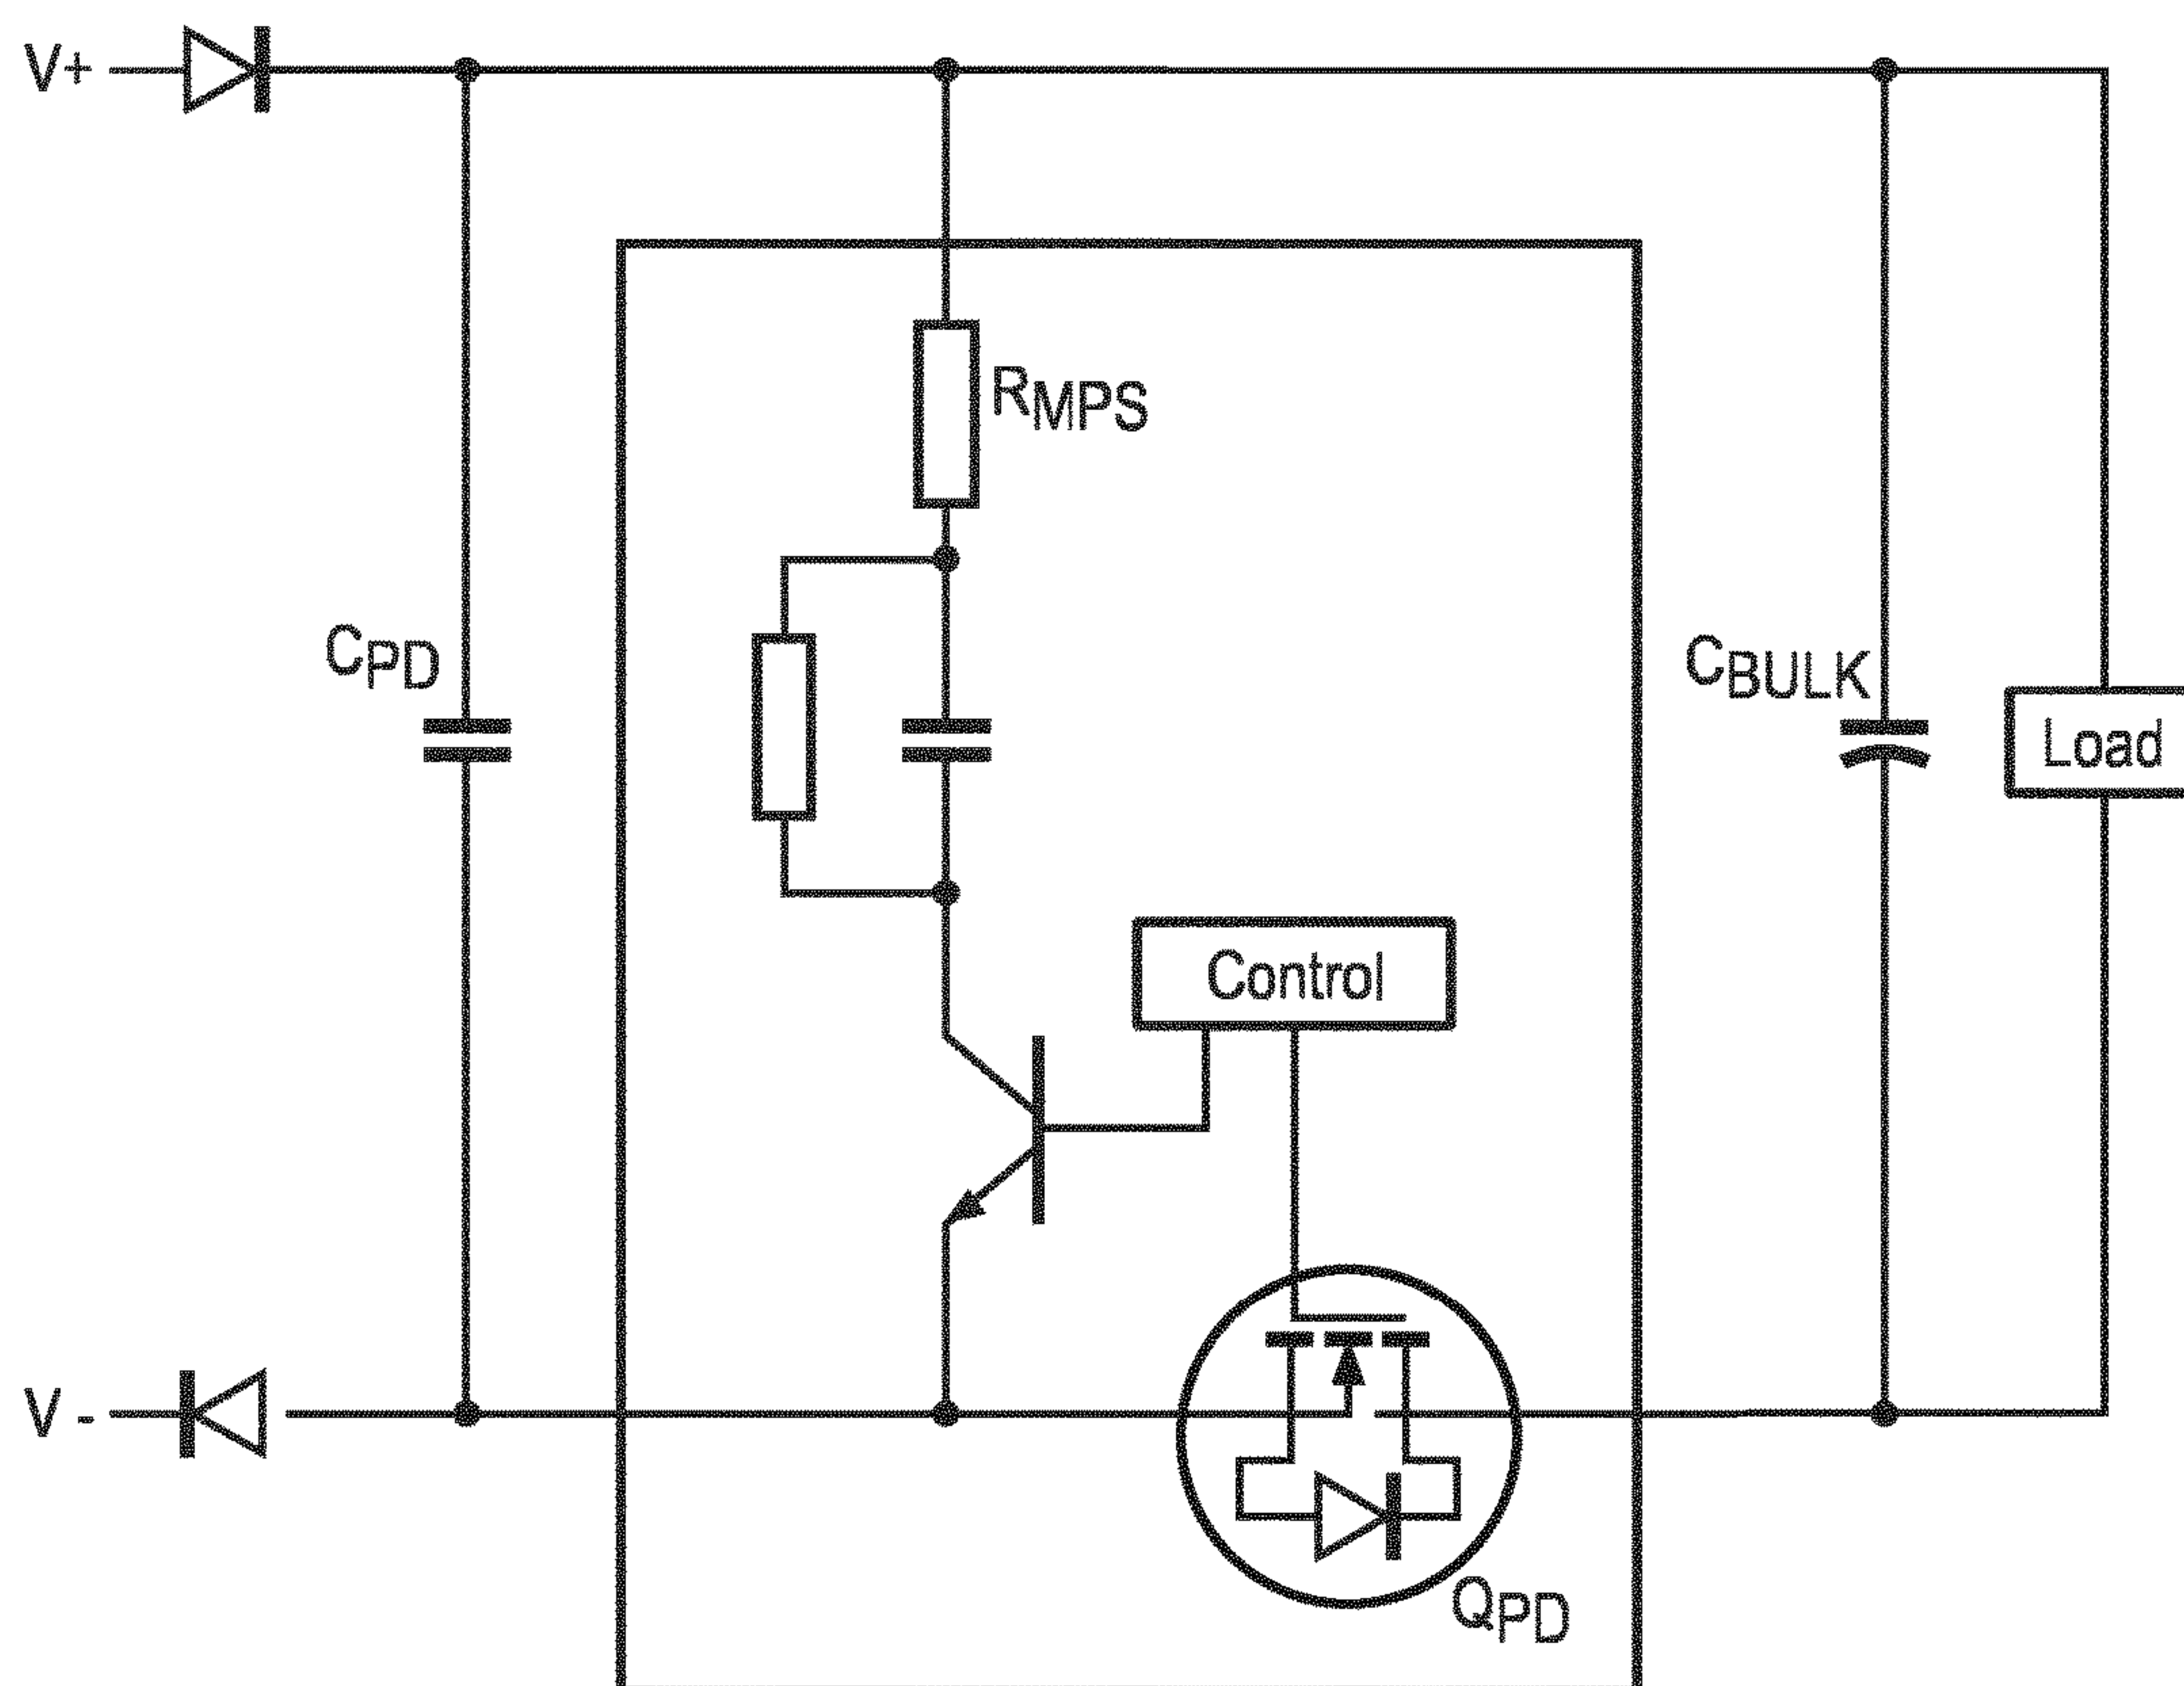 V+
RMPS
CPD
CBULK
Load
Control
V -
QPD